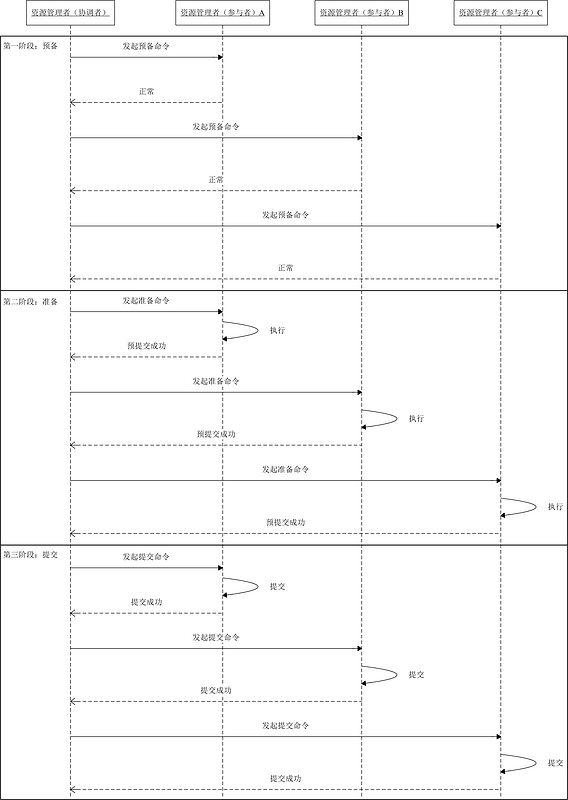 资源管理者（协调者）
资源管理者（参与者）A
资源管理者（参与者）B
资源管理者（参与者）C
第一阶段：预备
发起预备命令
正常
发起预备命令
正常
发起预备命令
正常
第二阶段：准备
发起准备命令
执行
预提交成功
发起准备命令
执行
预提交成功
发起准备命令
执行
预提交成功
第三阶段：提交
发起提交命令
提交
提交成功
发起提交命令
提交
提交成功
发起提交命令
提交
提交成功